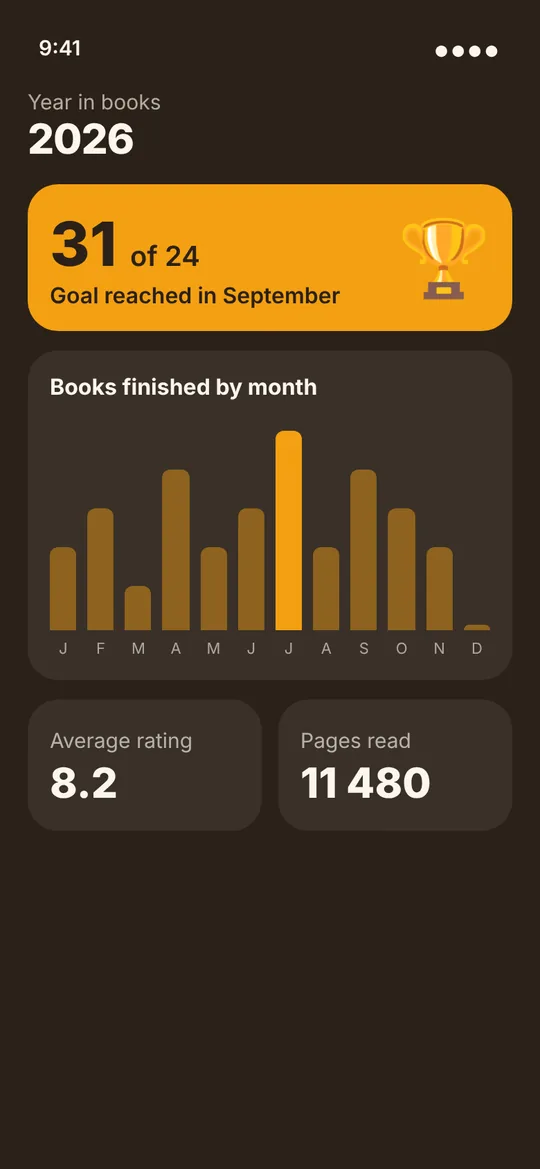 9:41
Year in books
2026
31 of 24
Goal reached in September
Books finished by month
J F M A M J J A S O N D
Average rating
8.2
Pages read
11 480